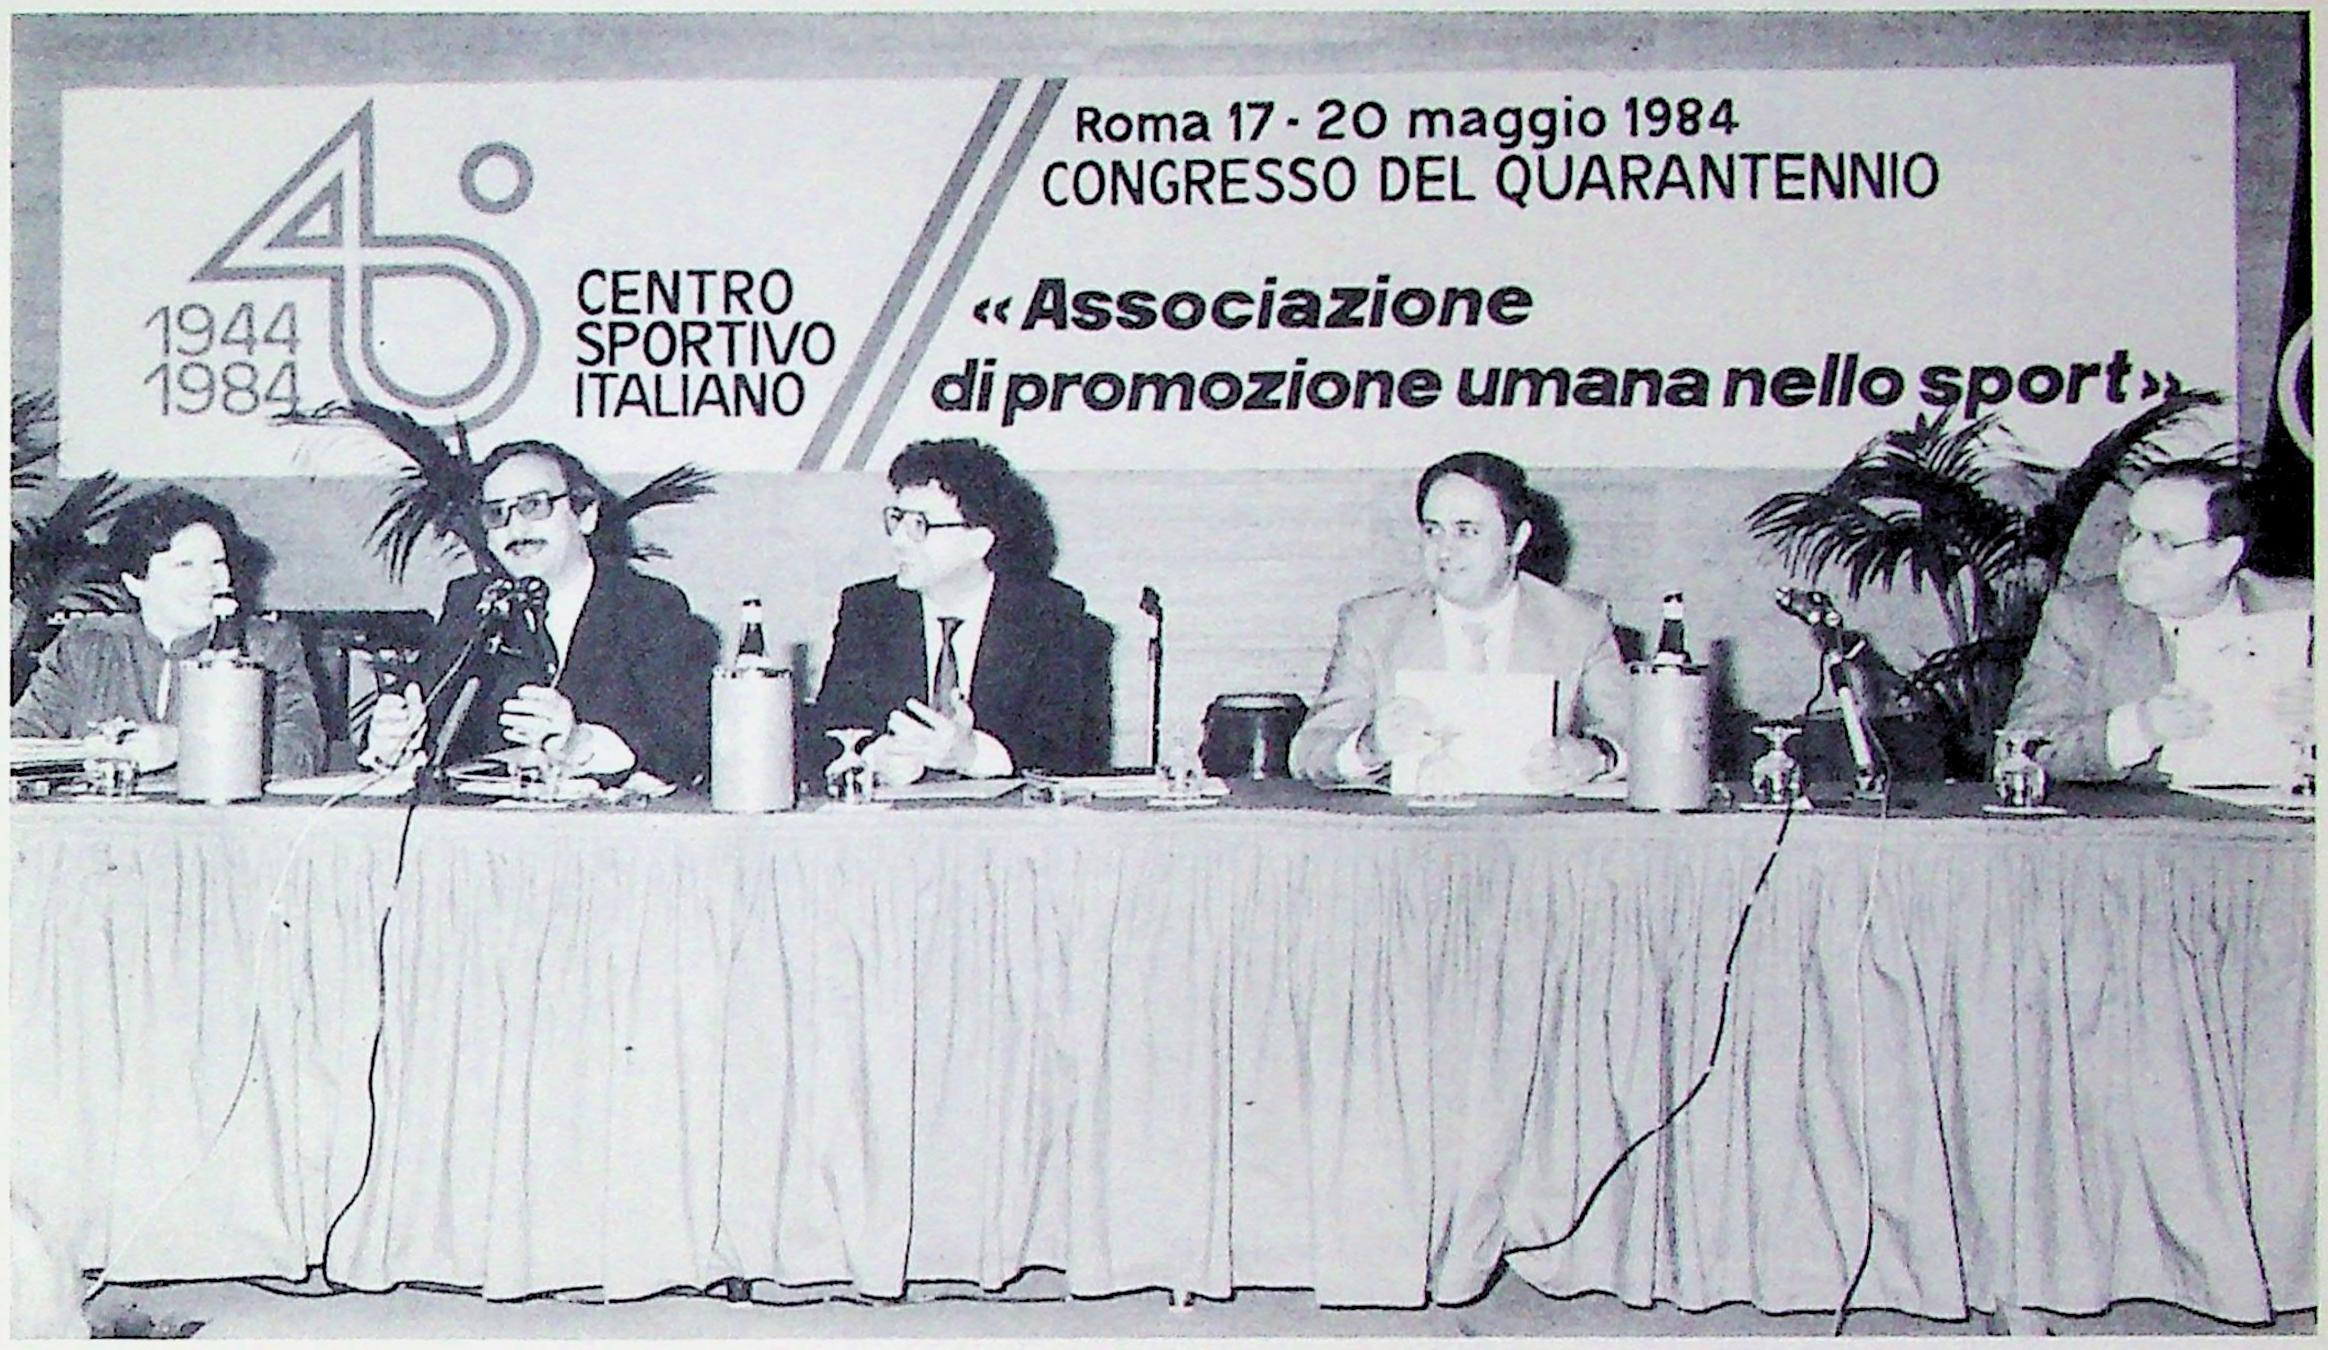 40
1944
1984
CENTRO
SPORTIVO
ITALIANO
Roma 17 - 20 maggio 1984
CONGRESSO DEL QUARANTENNIO
«Associazione
di promozione umana nello sport»